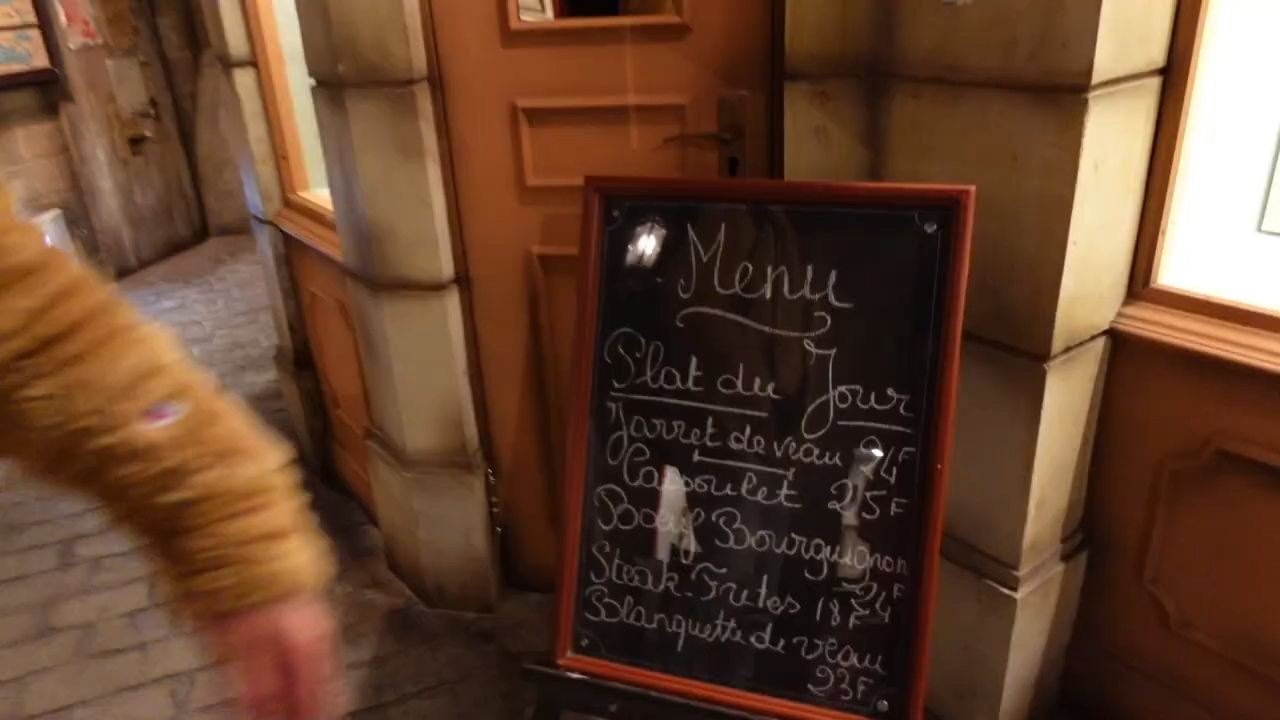 Menu
Plat du Jour
Jarret de veau 24F
Cassoulet 25F
Bœuf Bourguignon
24F
Steak-Frites 18F
Blanquette de veau
23F